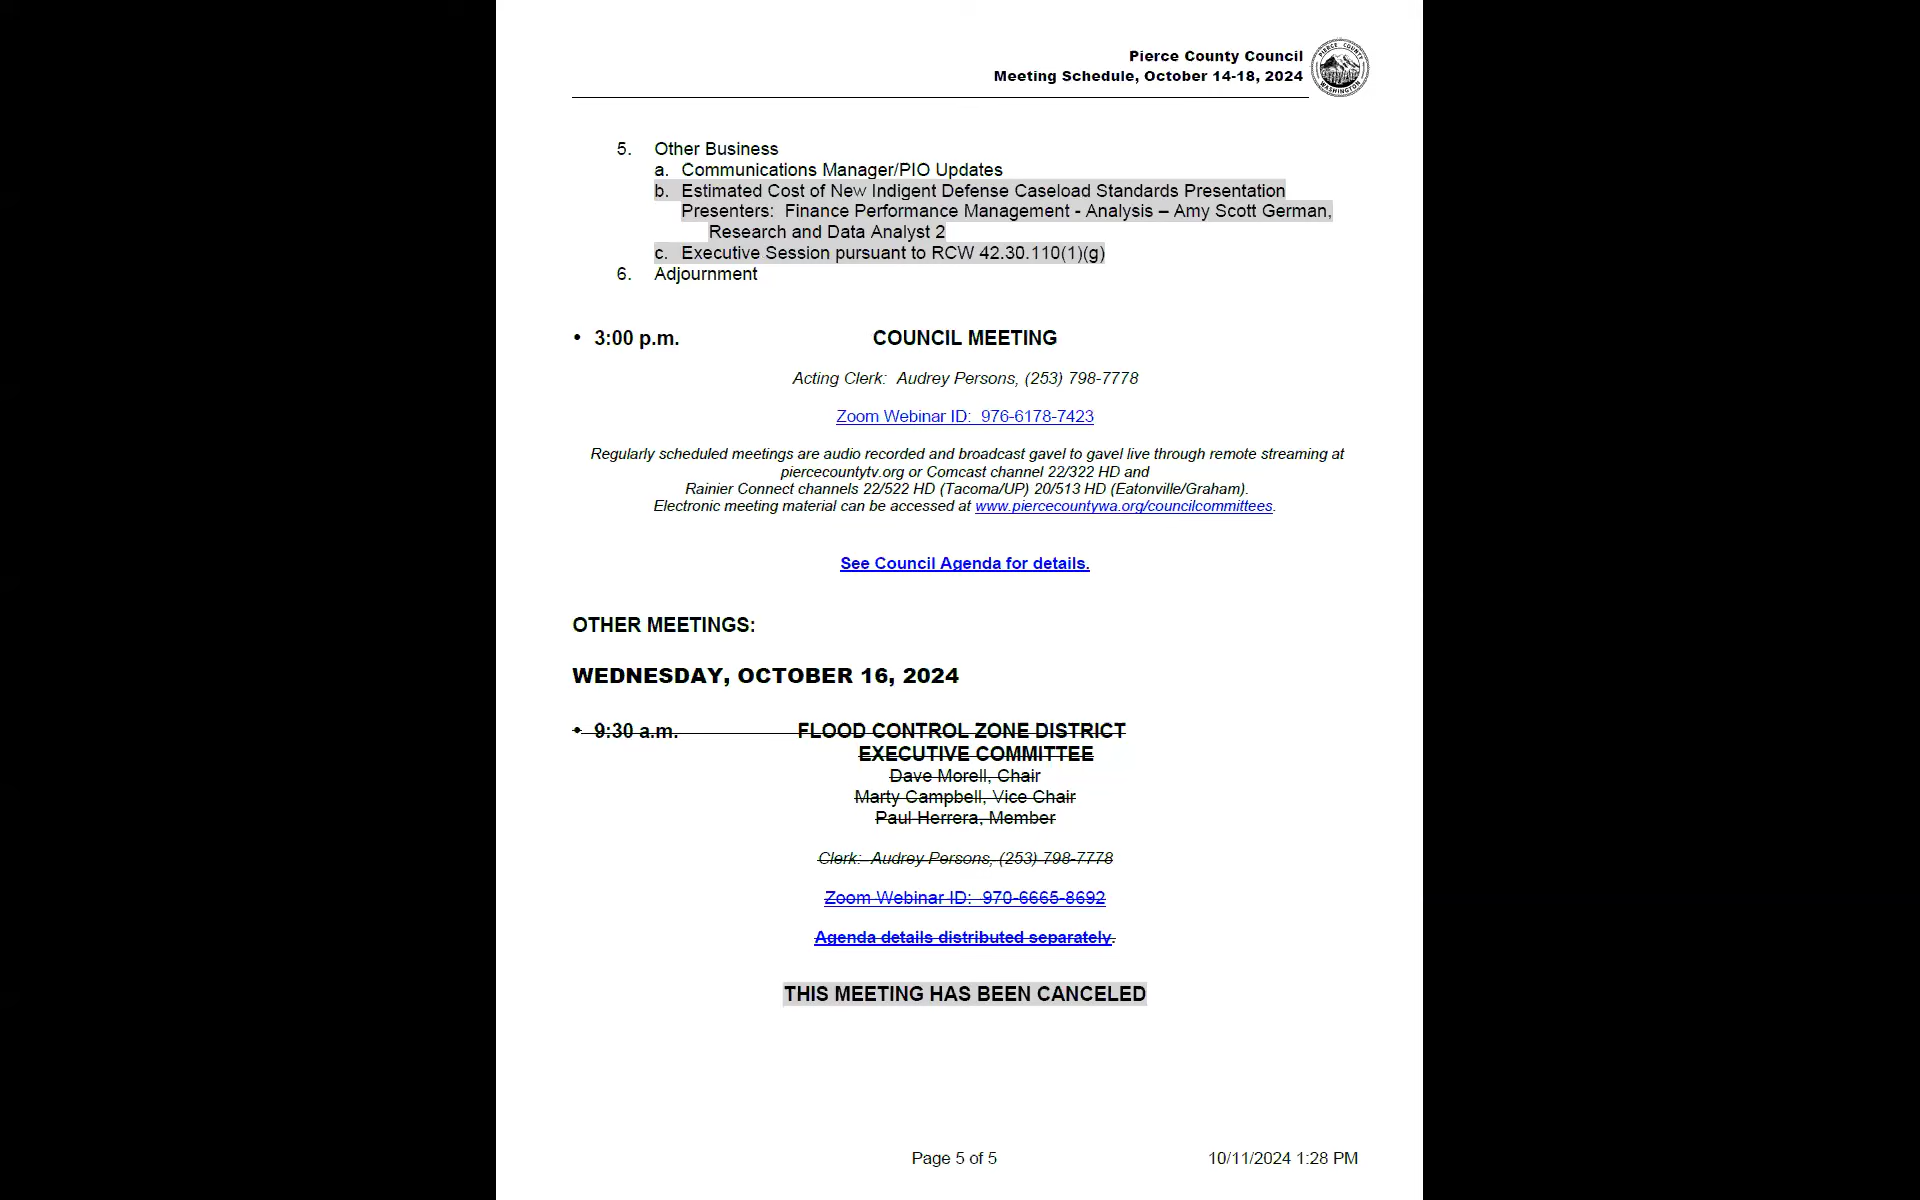 Pierce County Council
Meeting Schedule, October 14-18, 2024
PIERCE COUNTY
WASHINGTON
5. Other Business
a. Communications Manager/PIO Updates
b. Estimated Cost of New Indigent Defense Caseload Standards Presentation
Presenters: Finance Performance Management - Analysis – Amy Scott German,
Research and Data Analyst 2
c. Executive Session pursuant to RCW 42.30.110(1)(g)
6. Adjournment
• 3:00 p.m. COUNCIL MEETING
Acting Clerk: Audrey Persons, (253) 798-7778
Zoom Webinar ID: 976-6178-7423
Regularly scheduled meetings are audio recorded and broadcast gavel to gavel live through remote streaming at
piercecountytv.org or Comcast channel 22/322 HD and
Rainier Connect channels 22/522 HD (Tacoma/UP) 20/513 HD (Eatonville/Graham).
Electronic meeting material can be accessed at www.piercecountywa.org/councilcommittees.
See Council Agenda for details.
OTHER MEETINGS:
WEDNESDAY, OCTOBER 16, 2024
• 9:30 a.m. FLOOD CONTROL ZONE DISTRICT
EXECUTIVE COMMITTEE
Dave Morell, Chair
Marty Campbell, Vice Chair
Paul Herrera, Member
Clerk: Audrey Persons, (253) 798-7778
Zoom Webinar ID: 970-6665-8692
Agenda details distributed separately.
THIS MEETING HAS BEEN CANCELED
Page 5 of 5 10/11/2024 1:28 PM